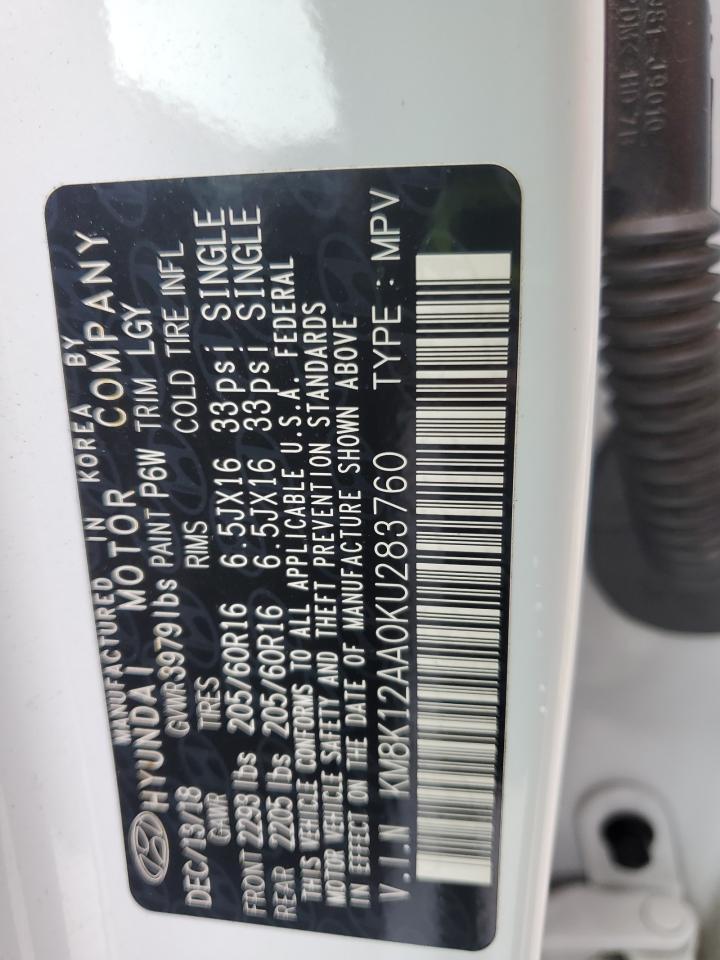 MANUFACTURED IN KOREA BY
HYUNDAI MOTOR COMPANY
DEC/13/18 GVWR 3979 lbs PAINT P6W TRIM LGY
GWR TIRES RIMS COLD TIRE INFL
FRONT 2293 lbs 205/60R16 6.5JX16 33psi SINGLE
REAR 2205 lbs 205/60R16 6.5JX16 33psi SINGLE
THIS VEHICLE CONFORMS TO ALL APPLICABLE U.S.A. FEDERAL
MOTOR VEHICLE SAFETY AND THEFT PREVENTION STANDARDS
IN EFFECT ON THE DATE OF MANUFACTURE SHOWN ABOVE
V.I.N KM8K12AA0KU283760 TYPE : MPV